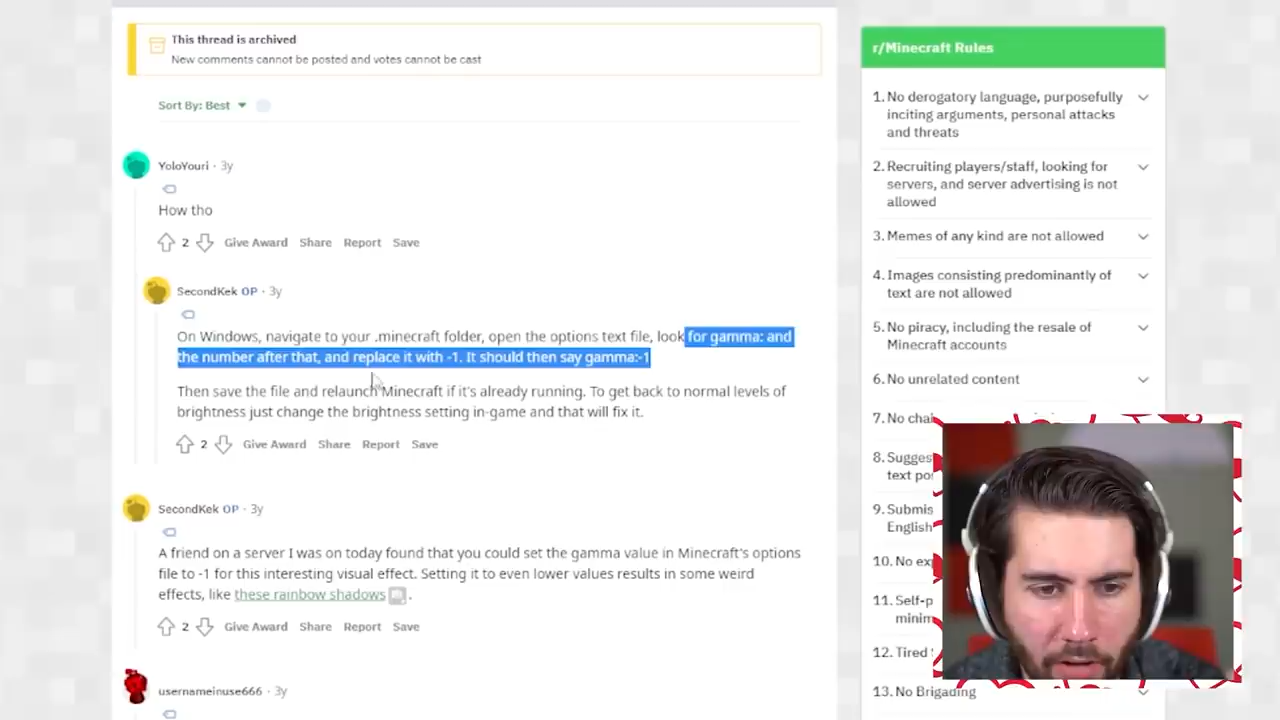 This thread is archived
New comments cannot be posted and votes cannot be cast
Sort By: Best
YoloYouri · 3y
How tho
2 Give Award Share Report Save
SecondKek OP · 3y
On Windows, navigate to your .minecraft folder, open the options text file, look for gamma: and
the number after that, and replace it with -1. It should then say gamma:-1
Then save the file and relaunch Minecraft if it's already running. To get back to normal levels of
brightness just change the brightness setting in-game and that will fix it.
2 Give Award Share Report Save
SecondKek OP · 3y
A friend on a server I was on today found that you could set the gamma value in Minecraft's options
file to -1 for this interesting visual effect. Setting it to even lower values results in some weird
effects, like these rainbow shadows .
2 Give Award Share Report Save
usernameinuse666 · 3y
r/Minecraft Rules
1. No derogatory language, purposefully
inciting arguments, personal attacks
and threats
2. Recruiting players/staff, looking for
servers, and server advertising is not
allowed
3. Memes of any kind are not allowed
4. Images consisting predominantly of
text are not allowed
5. No piracy, including the resale of
Minecraft accounts
6. No unrelated content
7. No chai
8. Sugges
text po
9. Submis
English
10. No ex
11. Self-p
minim
12. Tired
13. No Brigading